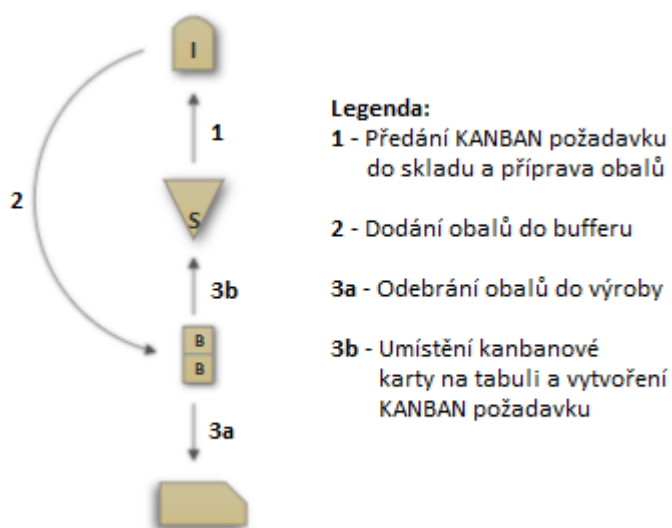 I
1
2
S
3b
B
B
3a
Legenda:
1 - Předání KANBAN požadavku
do skladu a příprava obalů
2 - Dodání obalů do bufferu
3a - Odebrání obalů do výroby
3b - Umístění kanbanové
karty na tabuli a vytvoření
KANBAN požadavku